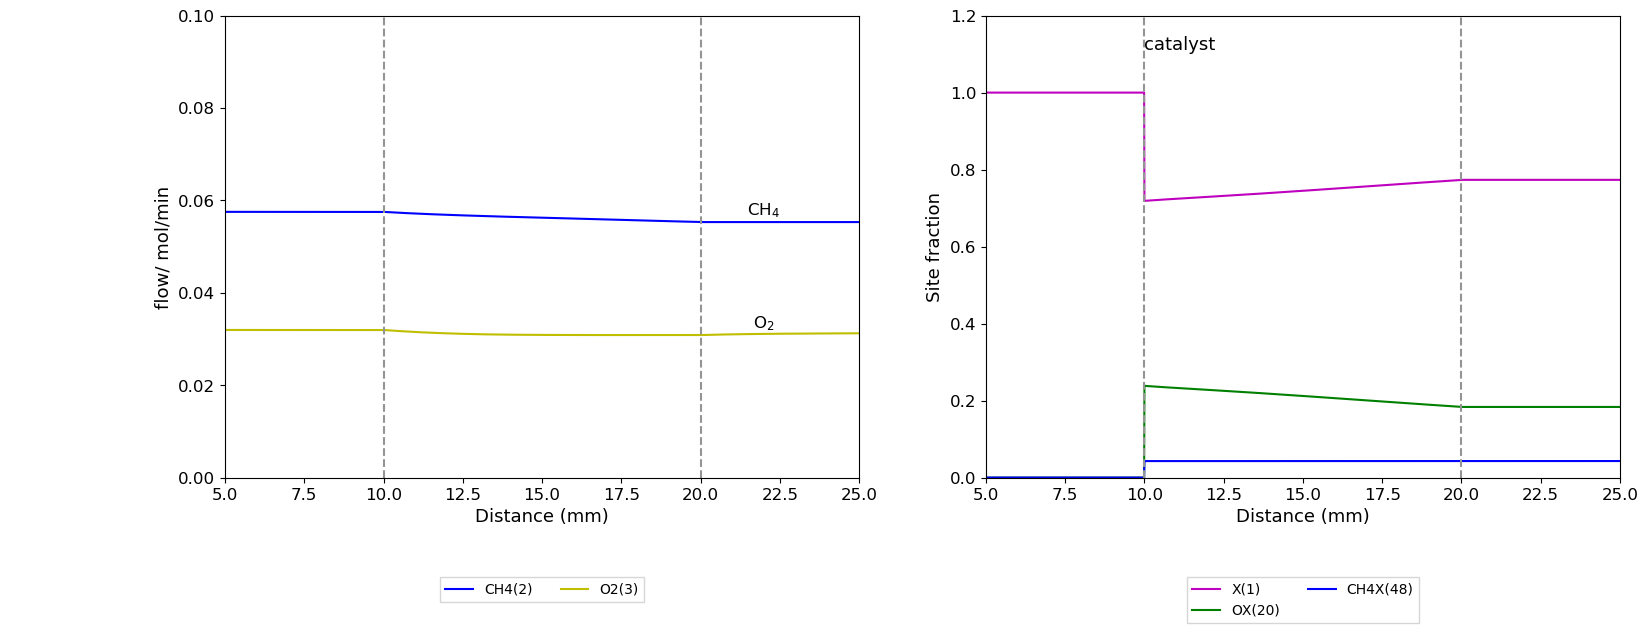 0.10
0.08
0.06
0.04
0.02
0.00
flow/ mol/min
CH₄
O₂
5.0 7.5 10.0 12.5 15.0 17.5 20.0 22.5 25.0
Distance (mm)
CH4(2) O2(3)
1.2
1.0
0.8
0.6
0.4
0.2
0.0
Site fraction
catalyst
5.0 7.5 10.0 12.5 15.0 17.5 20.0 22.5 25.0
Distance (mm)
X(1) CH4X(48)
OX(20)